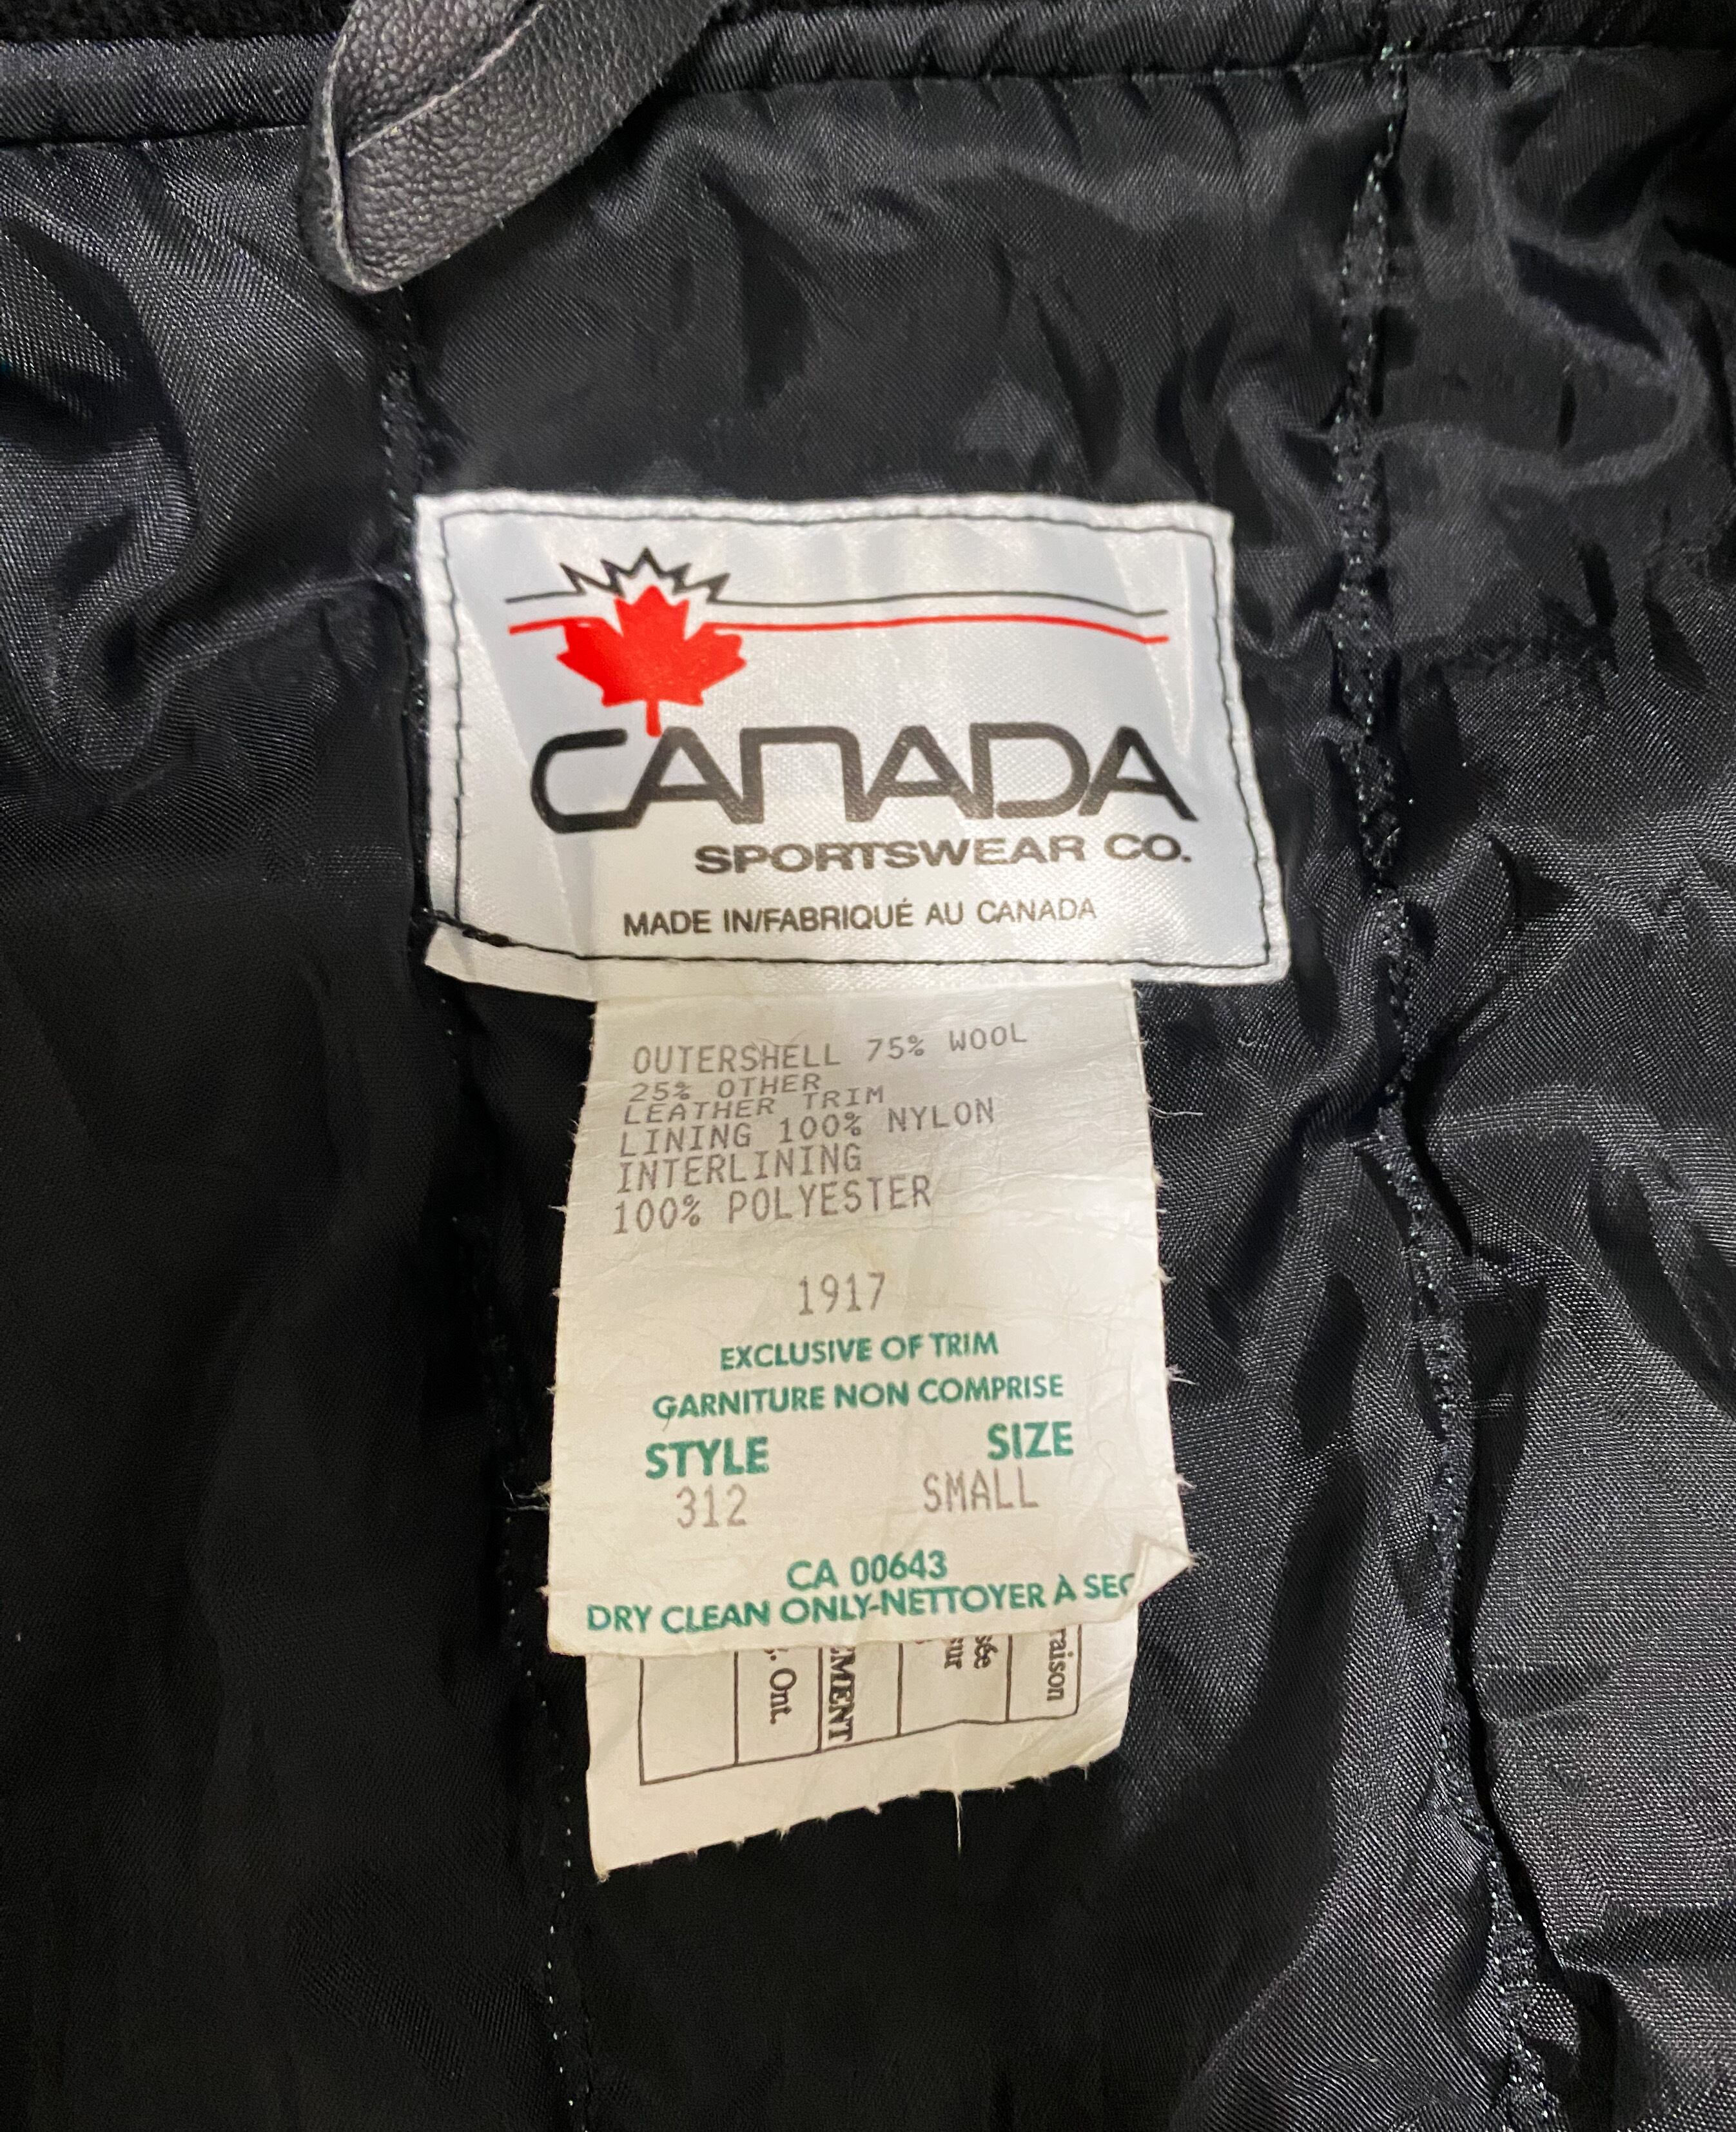 CANADA
SPORTSWEAR CO.
MADE IN/FABRIQUÉ AU CANADA
OUTERSHELL 75% WOOL
25% OTHER
LEATHER TRIM
LINING 100% NYLON
INTERLINING
100% POLYESTER
1917
EXCLUSIVE OF TRIM
GARNITURE NON COMPRISE
STYLE SIZE
312 SMALL
CA 00643
DRY CLEAN ONLY-NETTOYER À SEC
Ont.